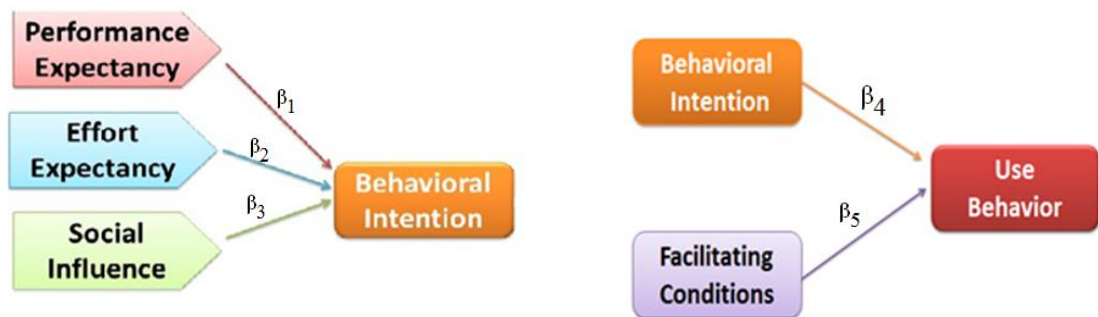 Performance
Expectancy
β1
Effort
Expectancy
β2
β3
Social
Influence
Behavioral
Intention
Behavioral
Intention
β4
Use
Behavior
β5
Facilitating
Conditions